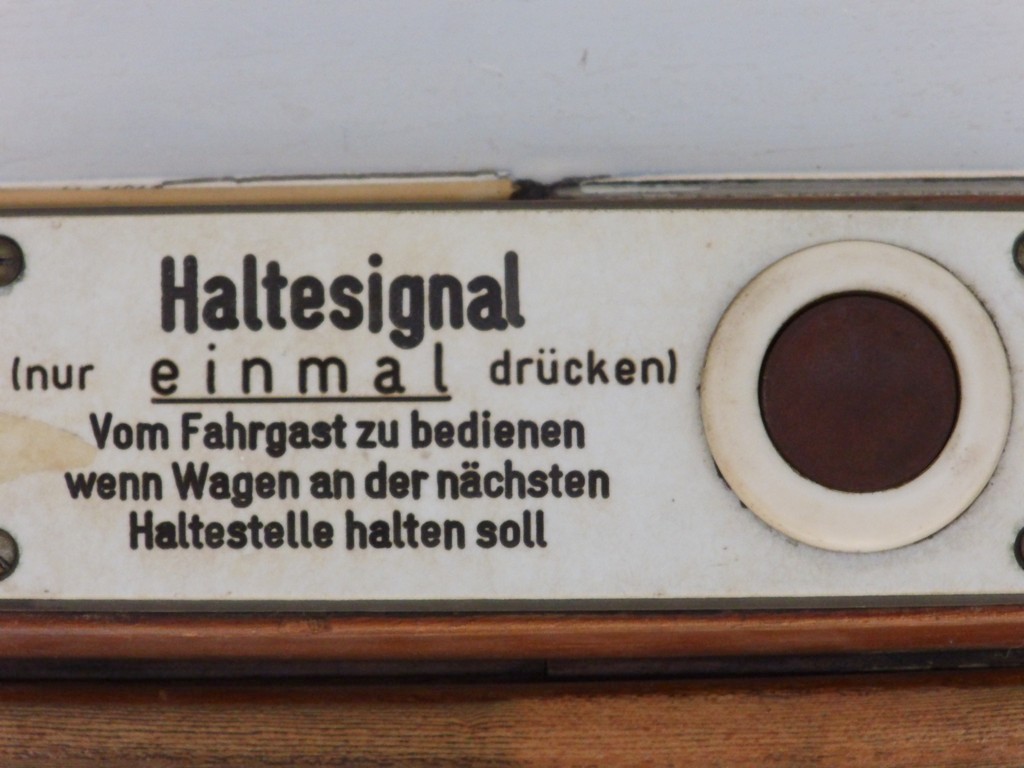 Haltesignal
(nur einmal drücken)
Vom Fahrgast zu bedienen
wenn Wagen an der nächsten
Haltestelle halten soll